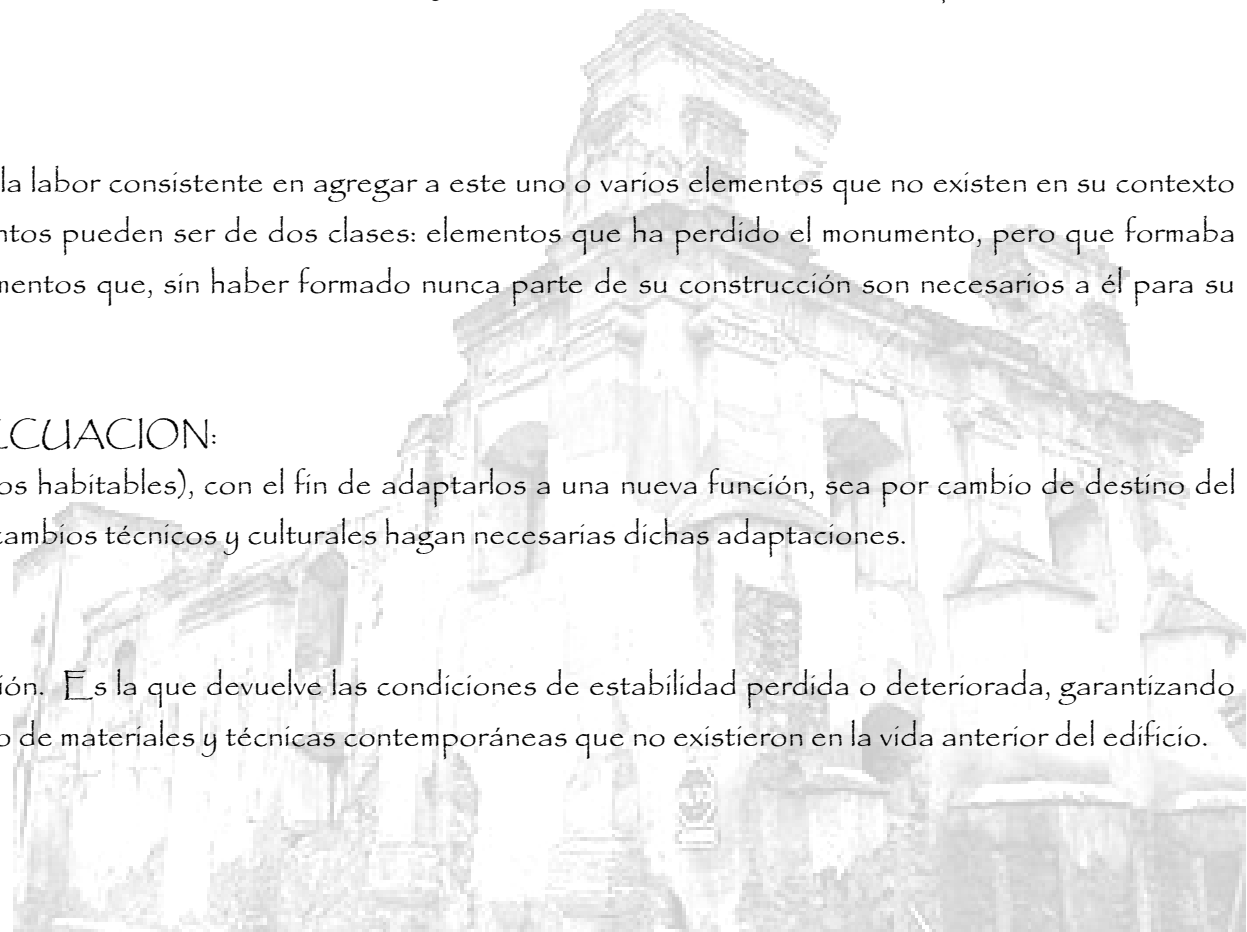 la labor consistente en agregar a este uno o varios elementos que no existen en su contexto
ntos pueden ser de dos clases: elementos que ha perdido el monumento, pero que formaba
mentos que, sin haber formado nunca parte de su construcción son necesarios a él para su
CUACION:
os habitables), con el fin de adaptarlos a una nueva función, sea por cambio de destino del
cambios técnicos y culturales hagan necesarias dichas adaptaciones.
ión. Es la que devuelve las condiciones de estabilidad perdida o deteriorada, garantizando
o de materiales y técnicas contemporáneas que no existieron en la vida anterior del edificio.